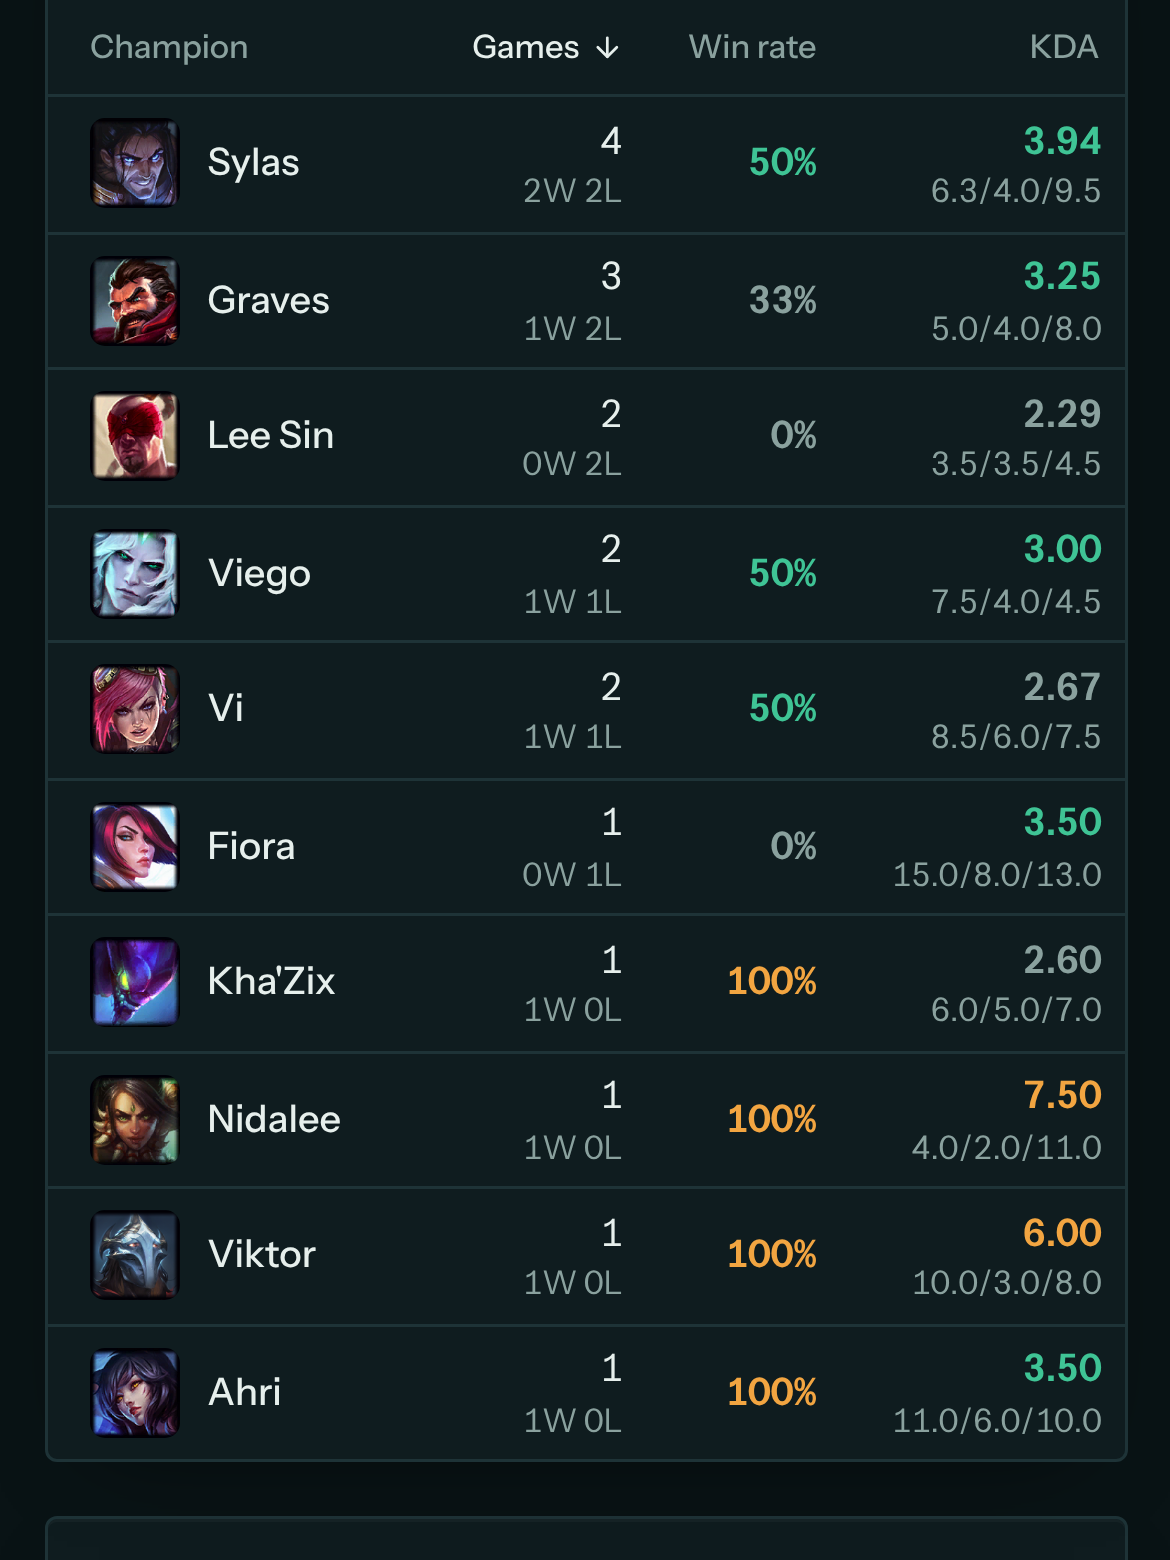 Champion Games ↓ Win rate KDA
Sylas 4 50% 3.94
2W 2L 6.3/4.0/9.5
Graves 3 33% 3.25
1W 2L 5.0/4.0/8.0
Lee Sin 2 0% 2.29
0W 2L 3.5/3.5/4.5
Viego 2 50% 3.00
1W 1L 7.5/4.0/4.5
Vi 2 50% 2.67
1W 1L 8.5/6.0/7.5
Fiora 1 0% 3.50
0W 1L 15.0/8.0/13.0
Kha'Zix 1 100% 2.60
1W 0L 6.0/5.0/7.0
Nidalee 1 100% 7.50
1W 0L 4.0/2.0/11.0
Viktor 1 100% 6.00
1W 0L 10.0/3.0/8.0
Ahri 1 100% 3.50
1W 0L 11.0/6.0/10.0